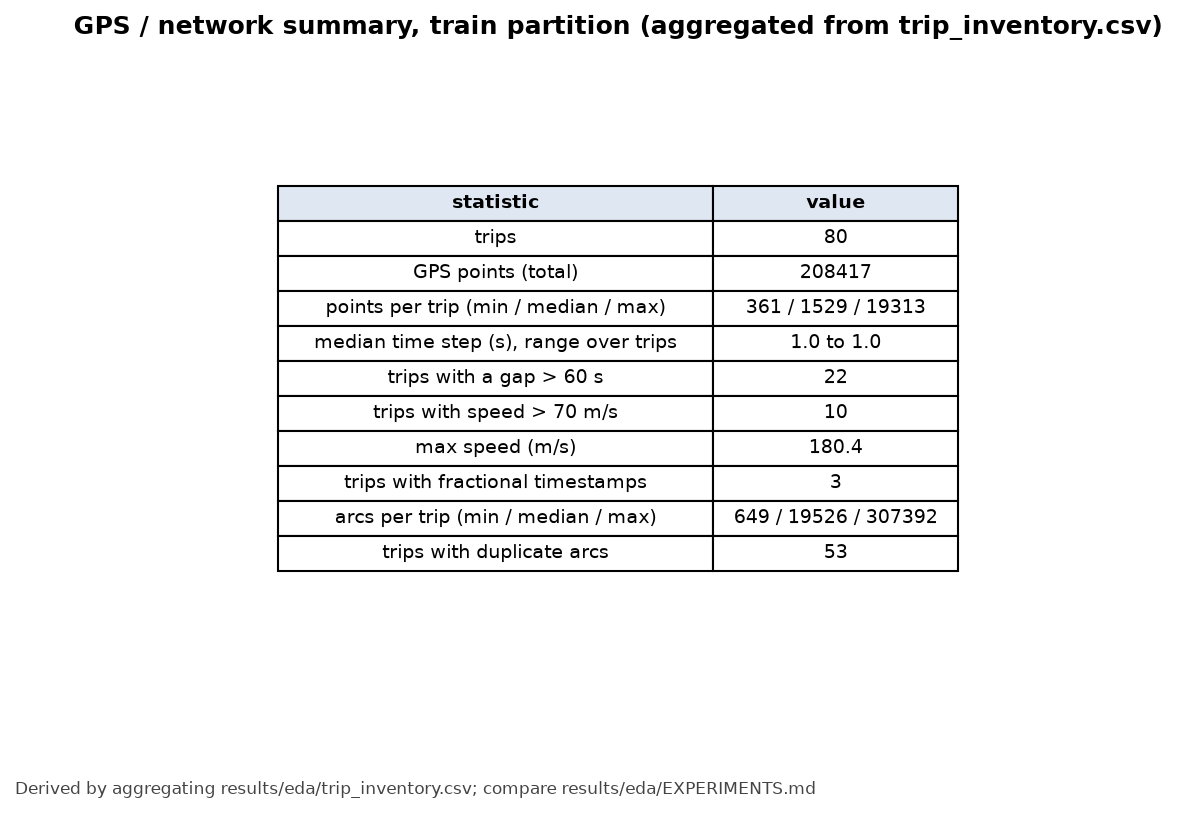 GPS / network summary, train partition (aggregated from trip_inventory.csv)
statistic value
trips 80
GPS points (total) 208417
points per trip (min / median / max) 361 / 1529 / 19313
median time step (s), range over trips 1.0 to 1.0
trips with a gap > 60 s 22
trips with speed > 70 m/s 10
max speed (m/s) 180.4
trips with fractional timestamps 3
arcs per trip (min / median / max) 649 / 19526 / 307392
trips with duplicate arcs 53
Derived by aggregating results/eda/trip_inventory.csv; compare results/eda/EXPERIMENTS.md